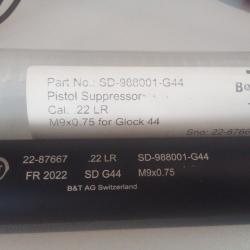 Part No.: SD-988001-G44
Pistol Suppressor
Cal. .22 LR
M9x0.75 for Glock 44
Sno: 22-87667
22-87667 .22 LR SD-988001-G44
FR 2022 SD G44 M9x0.75
B&T AG Switzerland